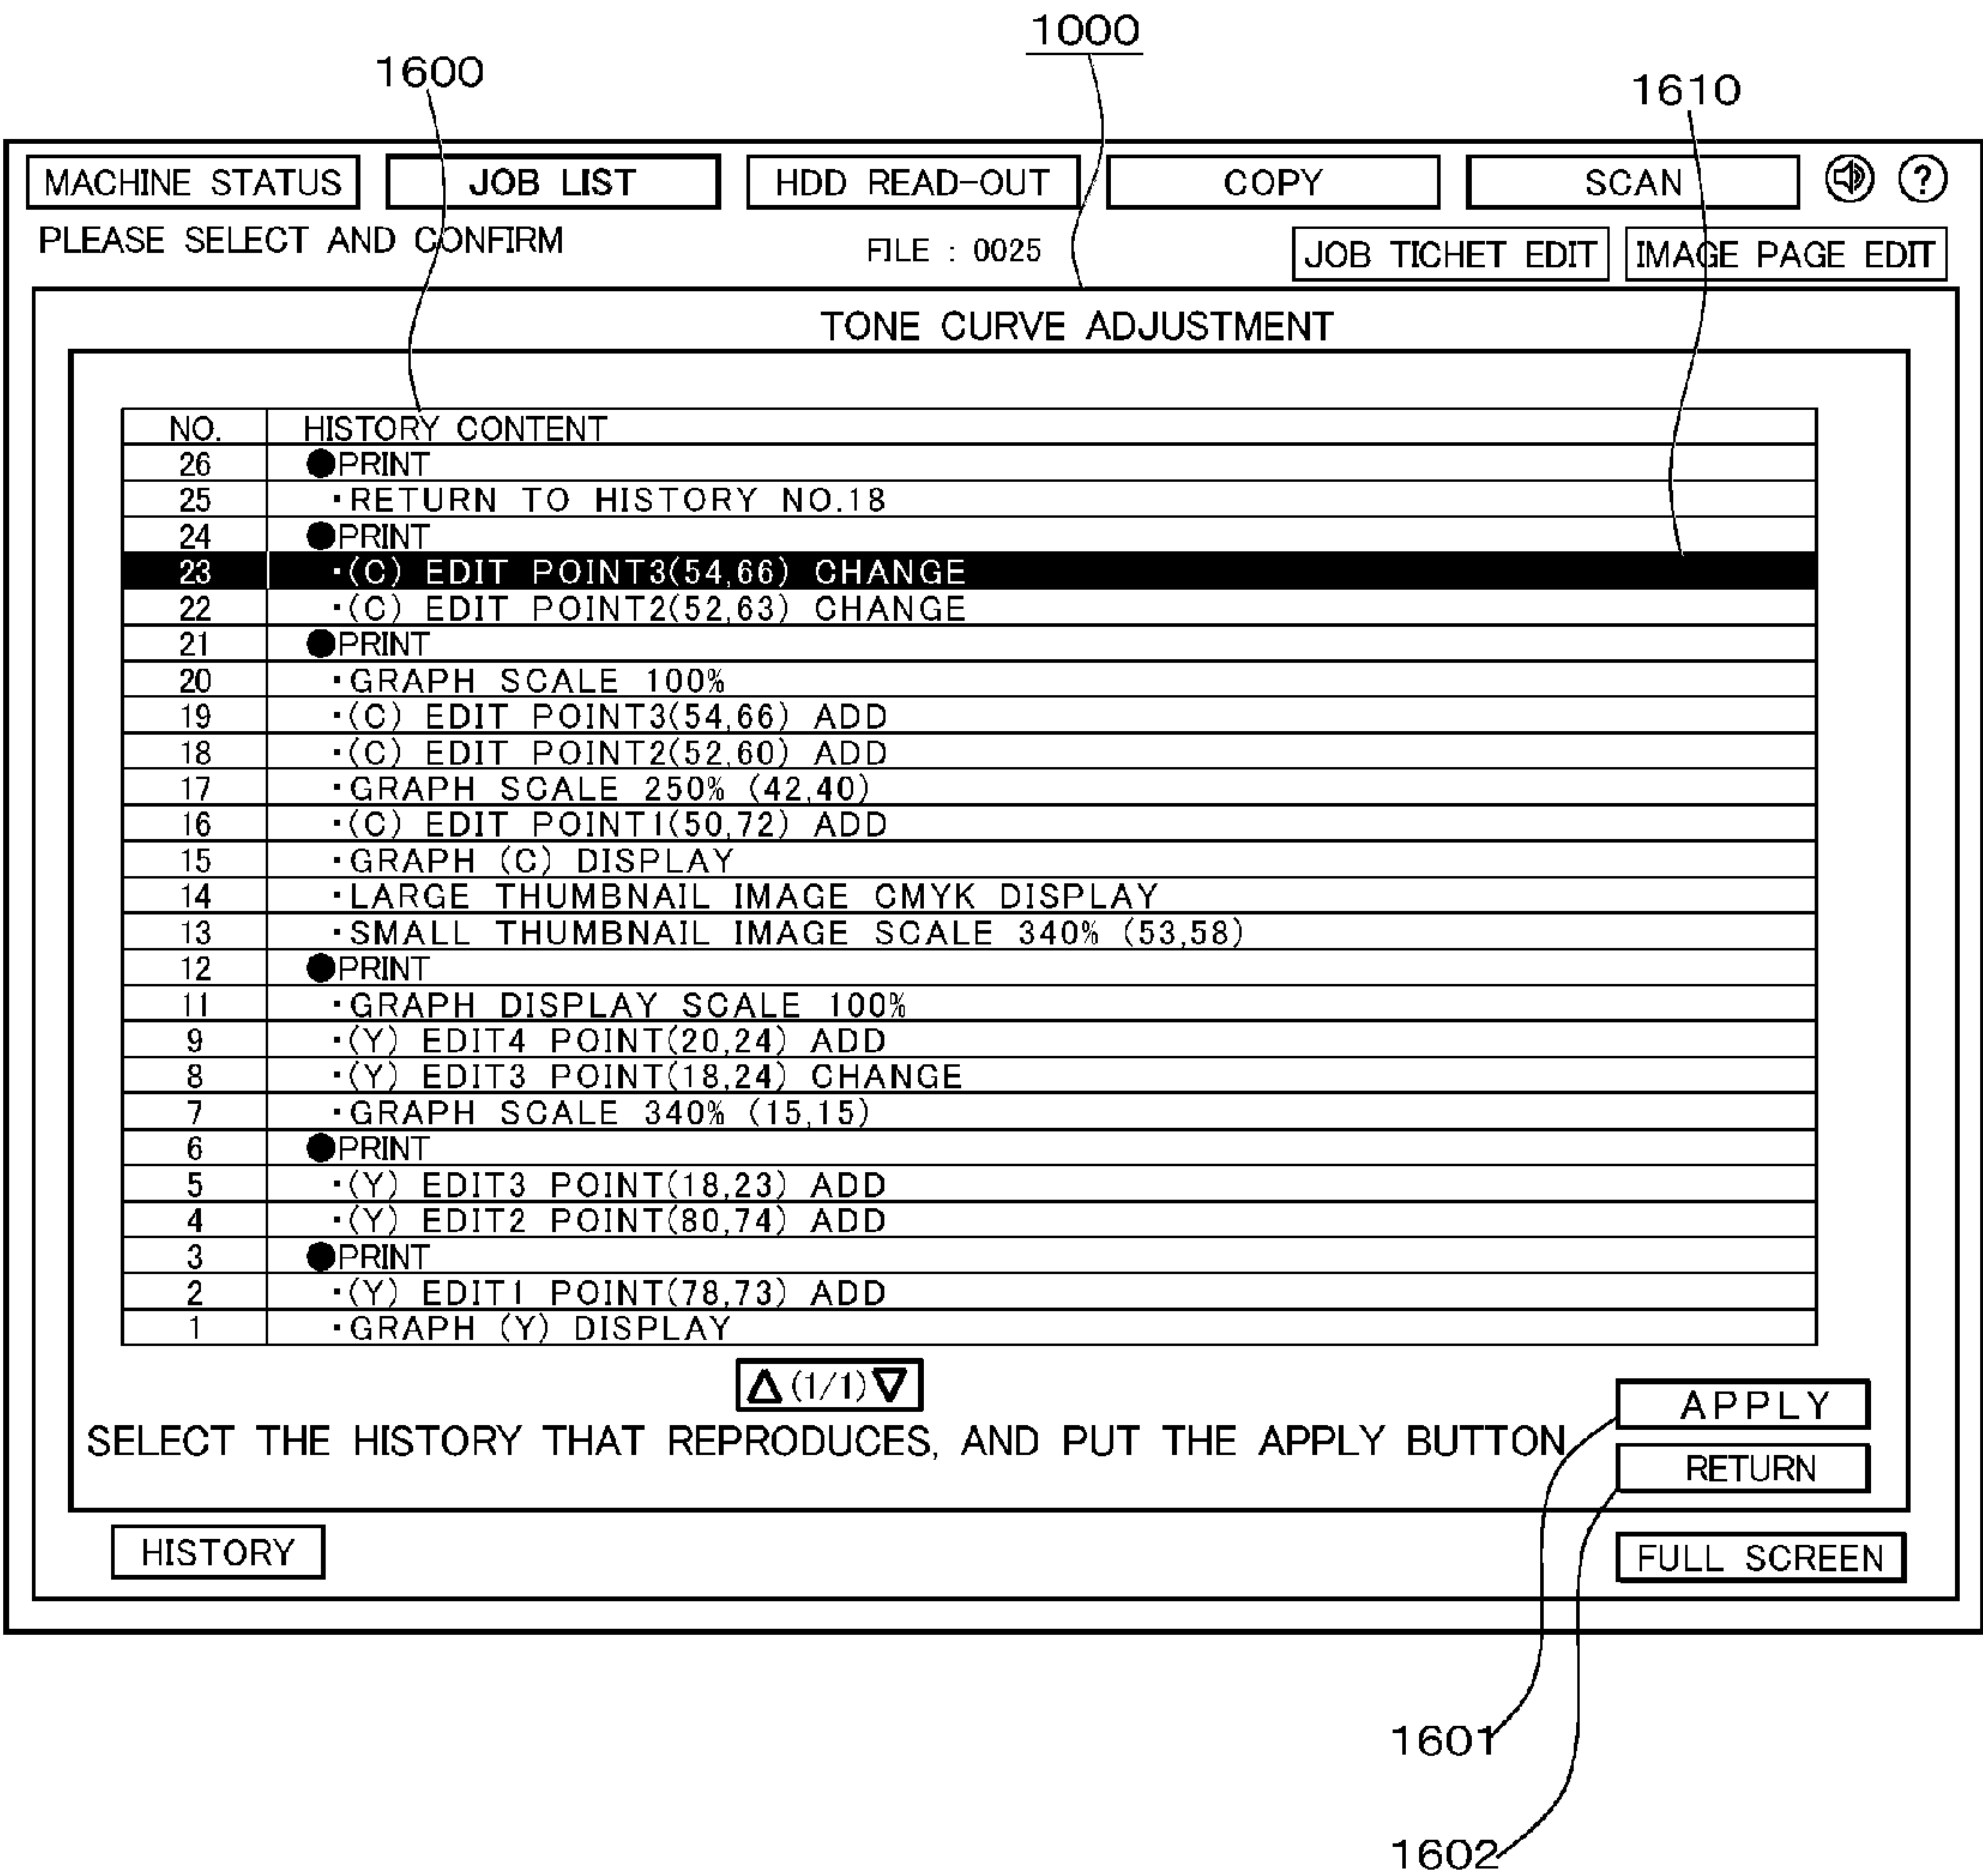 1000
1600
1610
MACHINE STATUS JOB LIST HDD READ-OUT COPY SCAN ?
PLEASE SELECT AND CONFIRM FILE : 0025 JOB TICHET EDIT IMAGE PAGE EDIT
TONE CURVE ADJUSTMENT
NO. HISTORY CONTENT
26 ●PRINT
25 ・RETURN TO HISTORY NO.18
24 ●PRINT
23 ・(C) EDIT POINT3(54,66) CHANGE
22 ・(C) EDIT POINT2(52,63) CHANGE
21 ●PRINT
20 ・GRAPH SCALE 100%
19 ・(C) EDIT POINT3(54,66) ADD
18 ・(C) EDIT POINT2(52,60) ADD
17 ・GRAPH SCALE 250% (42,40)
16 ・(C) EDIT POINT1(50,72) ADD
15 ・GRAPH (C) DISPLAY
14 ・LARGE THUMBNAIL IMAGE CMYK DISPLAY
13 ・SMALL THUMBNAIL IMAGE SCALE 340% (53,58)
12 ●PRINT
11 ・GRAPH DISPLAY SCALE 100%
9 ・(Y) EDIT4 POINT(20,24) ADD
8 ・(Y) EDIT3 POINT(18,24) CHANGE
7 ・GRAPH SCALE 340% (15,15)
6 ●PRINT
5 ・(Y) EDIT3 POINT(18,23) ADD
4 ・(Y) EDIT2 POINT(80,74) ADD
3 ●PRINT
2 ・(Y) EDIT1 POINT(78,73) ADD
1 ・GRAPH (Y) DISPLAY
△(1/1)▽
APPLY
SELECT THE HISTORY THAT REPRODUCES, AND PUT THE APPLY BUTTON
RETURN
HISTORY FULL SCREEN
1601
1602